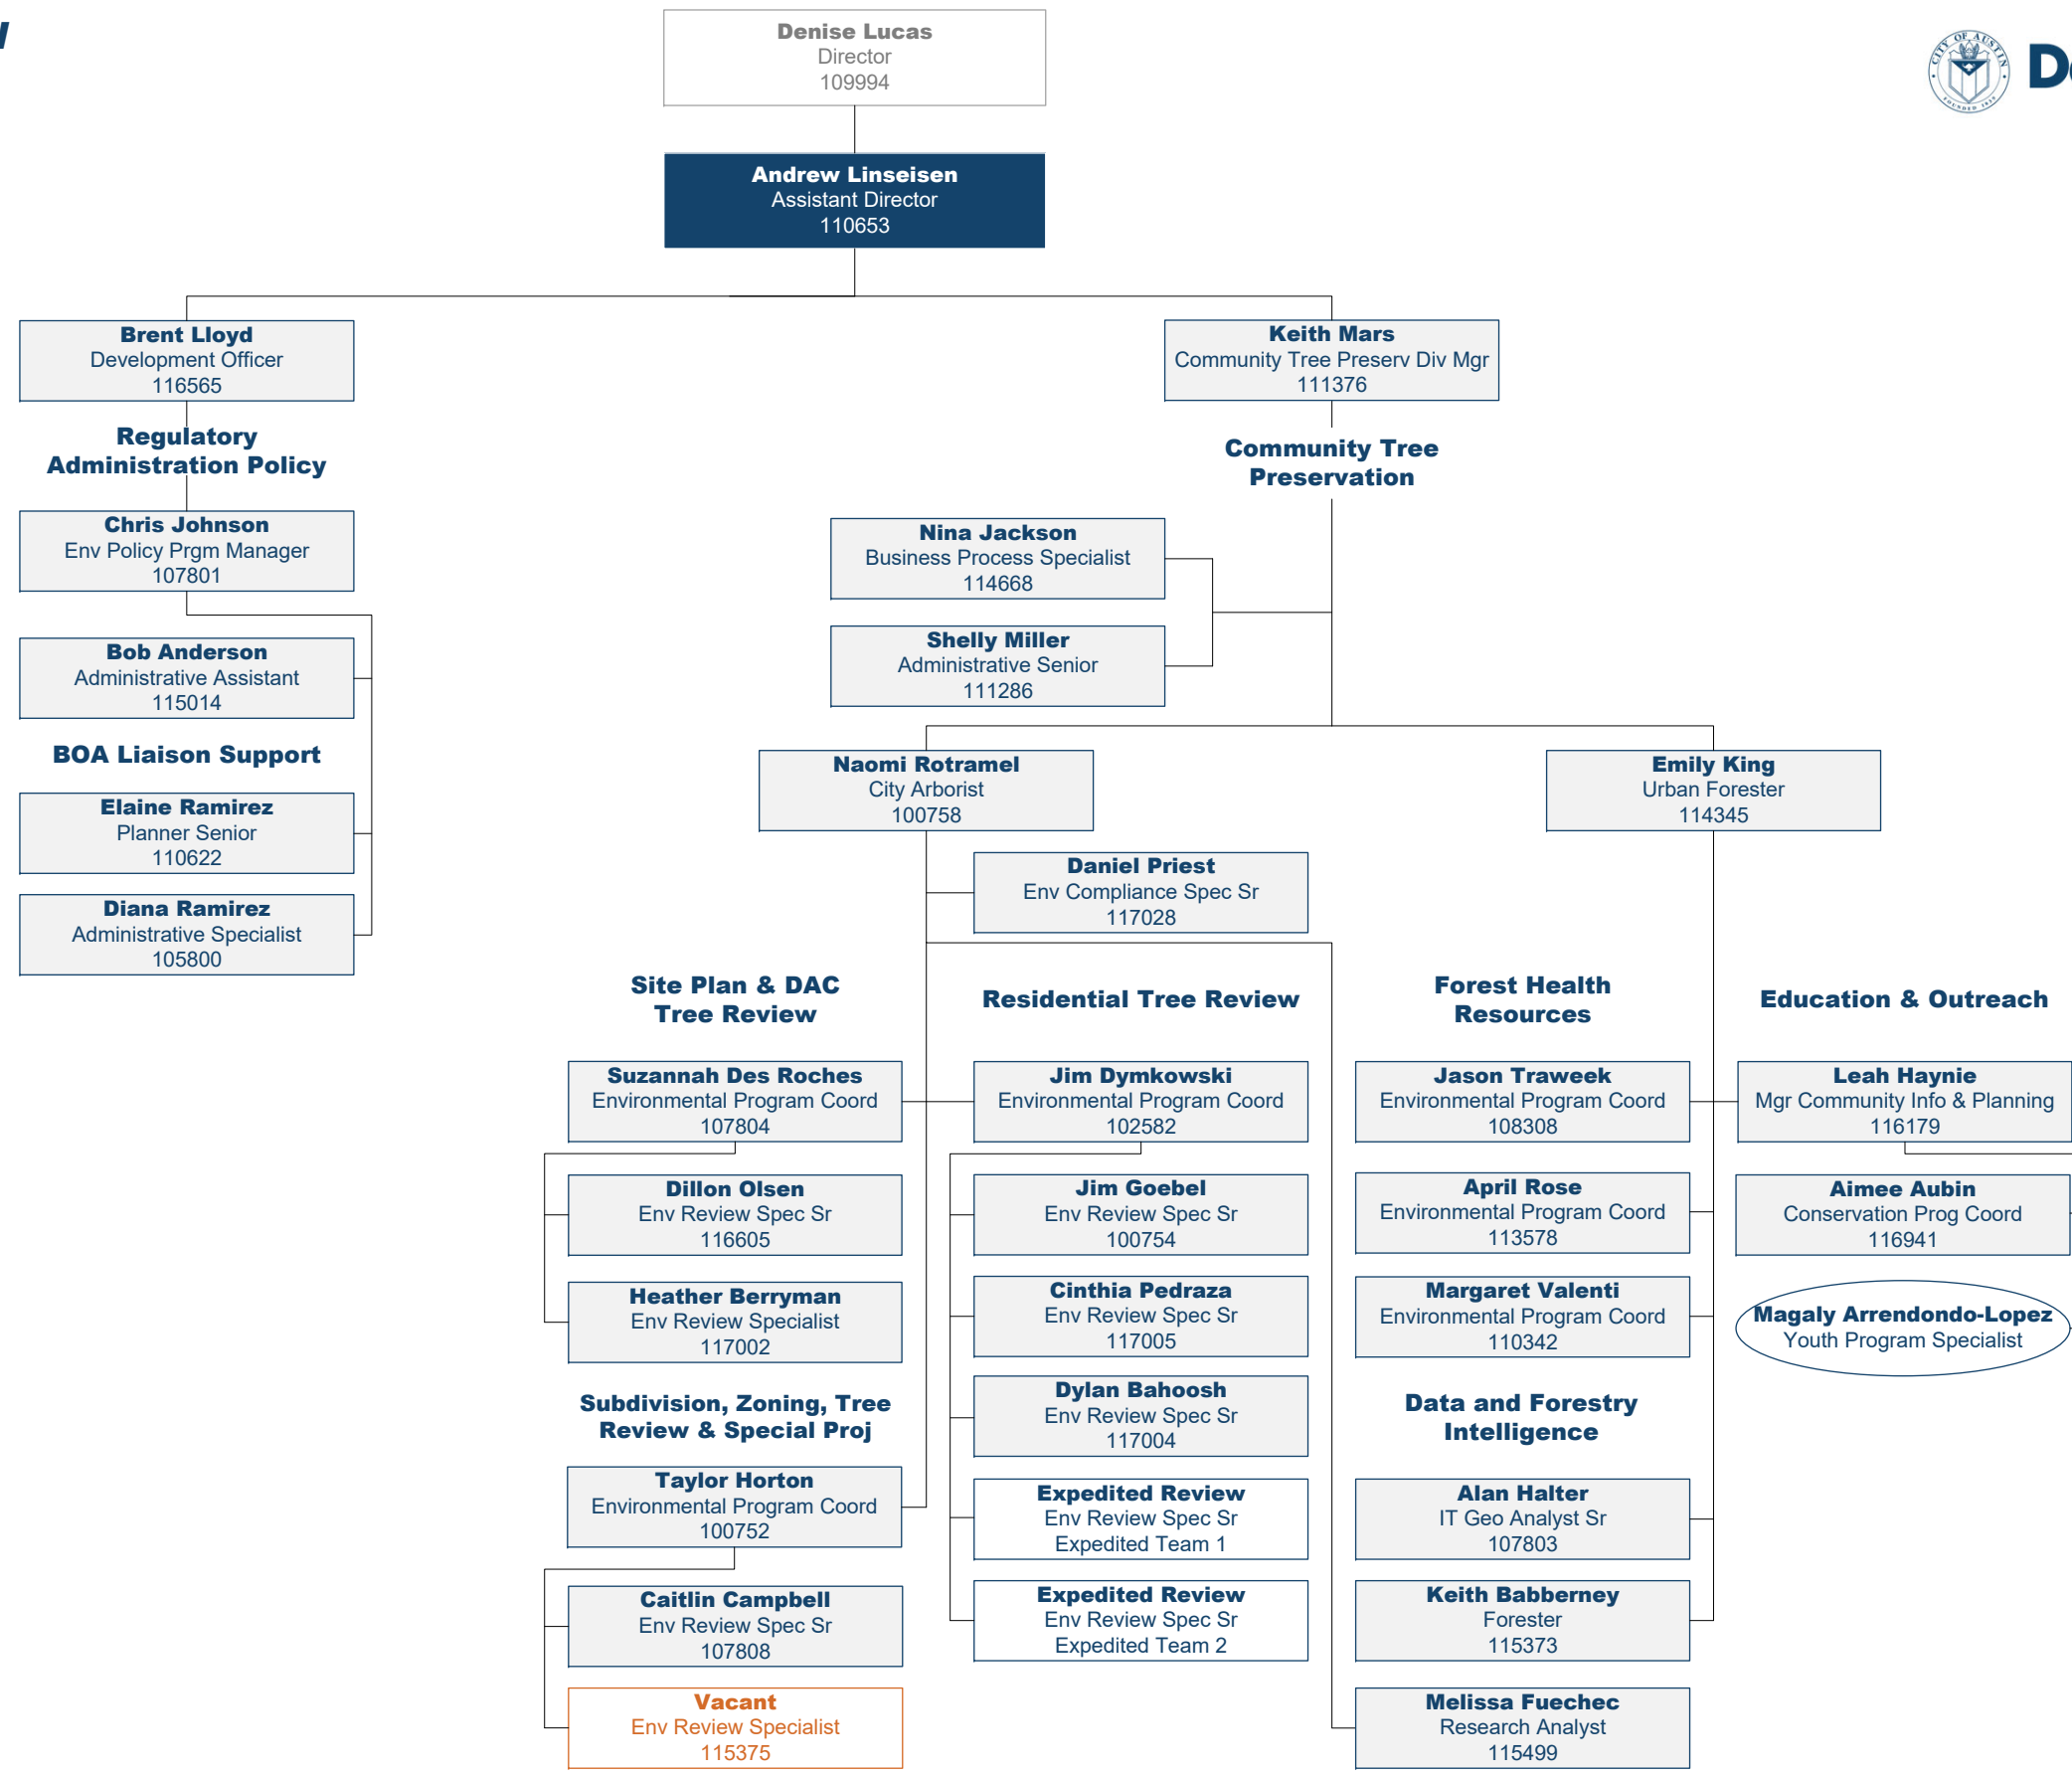 Denise Lucas
Director
109994
CITY OF AUSTIN
FOUNDED 1839
Andrew Linseisen
Assistant Director
110653
Brent Lloyd
Development Officer
116565
Regulatory
Administration Policy
Chris Johnson
Env Policy Prgm Manager
107801
Bob Anderson
Administrative Assistant
115014
BOA Liaison Support
Elaine Ramirez
Planner Senior
110622
Diana Ramirez
Administrative Specialist
105800
Keith Mars
Community Tree Preserv Div Mgr
111376
Community Tree
Preservation
Nina Jackson
Business Process Specialist
114668
Shelly Miller
Administrative Senior
111286
Naomi Rotramel
City Arborist
100758
Daniel Priest
Env Compliance Spec Sr
117028
Site Plan & DAC
Tree Review
Suzannah Des Roches
Environmental Program Coord
107804
Dillon Olsen
Env Review Spec Sr
116605
Heather Berryman
Env Review Specialist
117002
Subdivision, Zoning, Tree
Review & Special Proj
Taylor Horton
Environmental Program Coord
100752
Caitlin Campbell
Env Review Spec Sr
107808
Vacant
Env Review Specialist
115375
Residential Tree Review
Jim Dymkowski
Environmental Program Coord
102582
Jim Goebel
Env Review Spec Sr
100754
Cinthia Pedraza
Env Review Spec Sr
117005
Dylan Bahoosh
Env Review Spec Sr
117004
Expedited Review
Env Review Spec Sr
Expedited Team 1
Expedited Review
Env Review Spec Sr
Expedited Team 2
Emily King
Urban Forester
114345
Forest Health
Resources
Jason Traweek
Environmental Program Coord
108308
April Rose
Environmental Program Coord
113578
Margaret Valenti
Environmental Program Coord
110342
Data and Forestry
Intelligence
Alan Halter
IT Geo Analyst Sr
107803
Keith Babberney
Forester
115373
Melissa Fuechec
Research Analyst
115499
Education & Outreach
Leah Haynie
Mgr Community Info & Planning
116179
Aimee Aubin
Conservation Prog Coord
116941
Magaly Arrendondo-Lopez
Youth Program Specialist